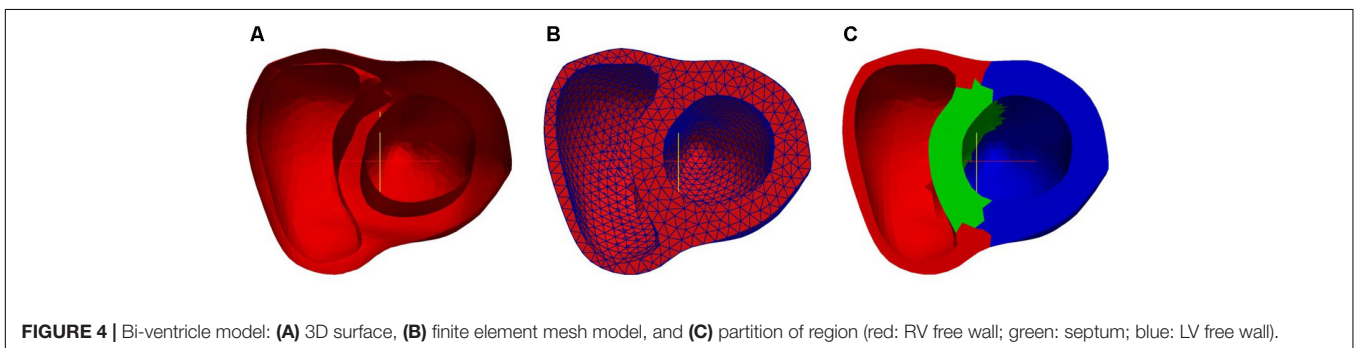 A
B
C
FIGURE 4 | Bi-ventricle model: (A) 3D surface, (B) finite element mesh model, and (C) partition of region (red: RV free wall; green: septum; blue: LV free wall).